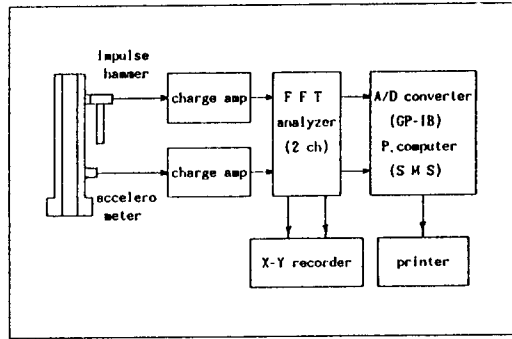 impulse
hammer
charge amp
F F T
analyzer
(2 ch)
A/D converter
(GP-IB)
P.computer
(S M S)
charge amp
accelero
meter
X-Y recorder
printer